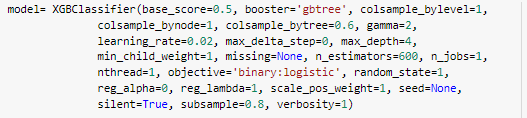 model= XGBClassifier(base_score=0.5, booster='gbtree', colsample_bylevel=1,
colsample_bynode=1, colsample_bytree=0.6, gamma=2,
learning_rate=0.02, max_delta_step=0, max_depth=4,
min_child_weight=1, missing=None, n_estimators=600, n_jobs=1,
nthread=1, objective='binary:logistic', random_state=1,
reg_alpha=0, reg_lambda=1, scale_pos_weight=1, seed=None,
silent=True, subsample=0.8, verbosity=1)